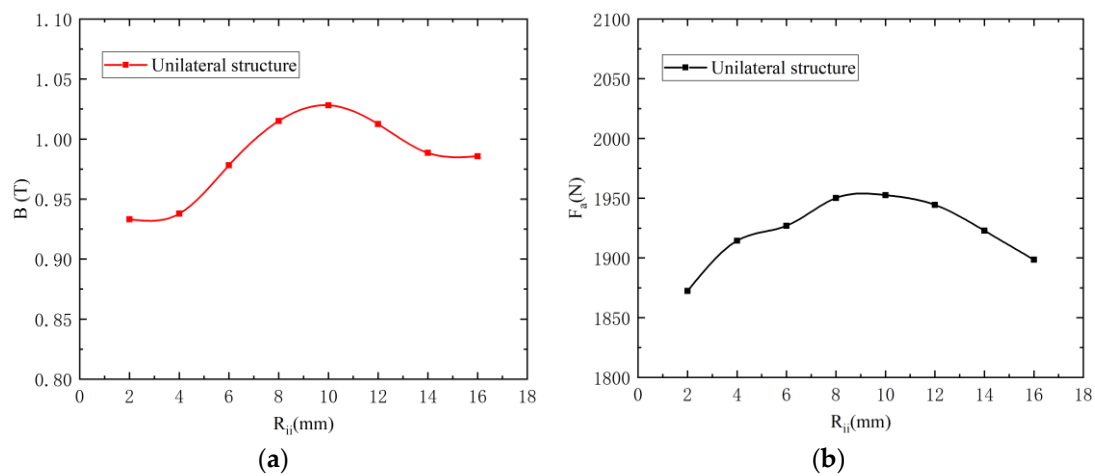 1.10
1.05
1.00
0.95
0.90
0.85
0.80
B (T)
Unilateral structure
2 4 6 8 10 12 14 16 18
R_ii(mm)
(a)
2100
2050
2000
1950
1900
1850
1800
F_a(N)
Unilateral structure
0 2 4 6 8 10 12 14 16 18
R_ii(mm)
(b)